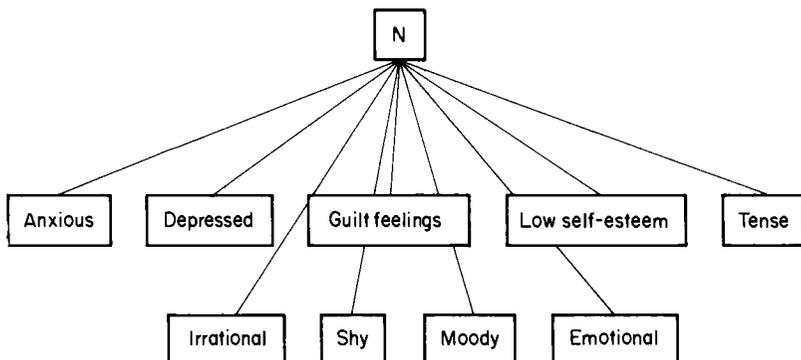 N
Anxious
Depressed
Guilt feelings
Low self-esteem
Tense
Irrational
Shy
Moody
Emotional